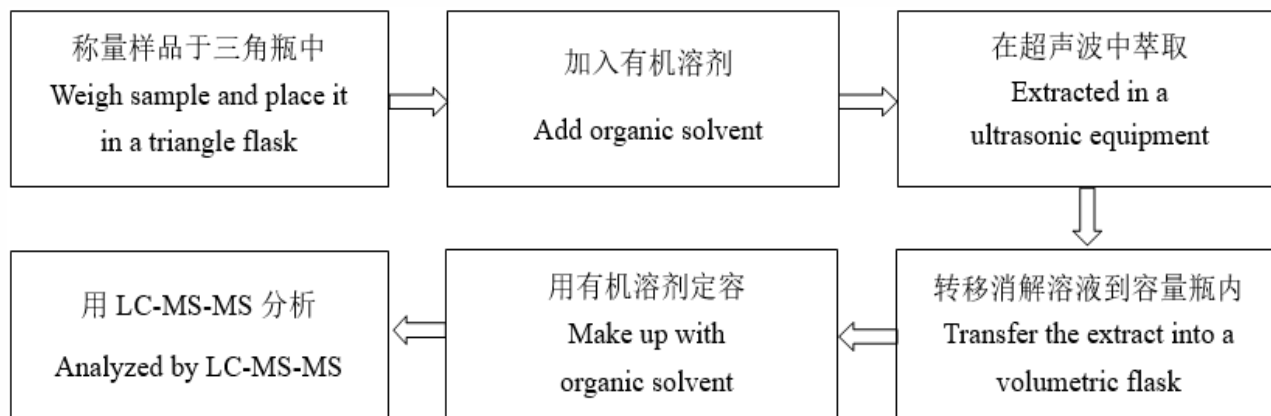 称量样品于三角瓶中
Weigh sample and place it
in a triangle flask
加入有机溶剂
Add organic solvent
在超声波中萃取
Extracted in a
ultrasonic equipment
转移消解溶液到容量瓶内
Transfer the extract into a
volumetric flask
用有机溶剂定容
Make up with
organic solvent
用 LC-MS-MS 分析
Analyzed by LC-MS-MS